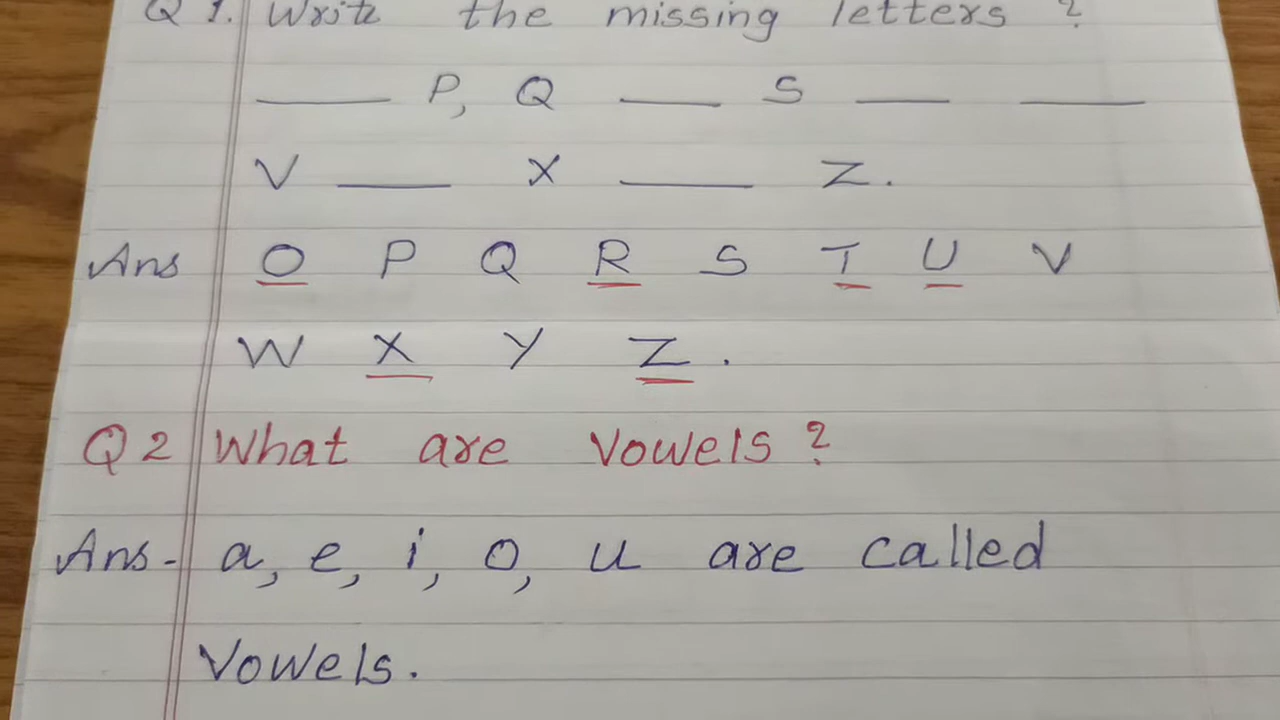 Q 1. Write the missing letters ?
____ P, Q ____ S ____ ____
V ____ X ____ Z.
Ans O P Q R S T U V
W X Y Z.
Q 2 What are Vowels ?
Ans- a, e, i, o, u are called
Vowels.